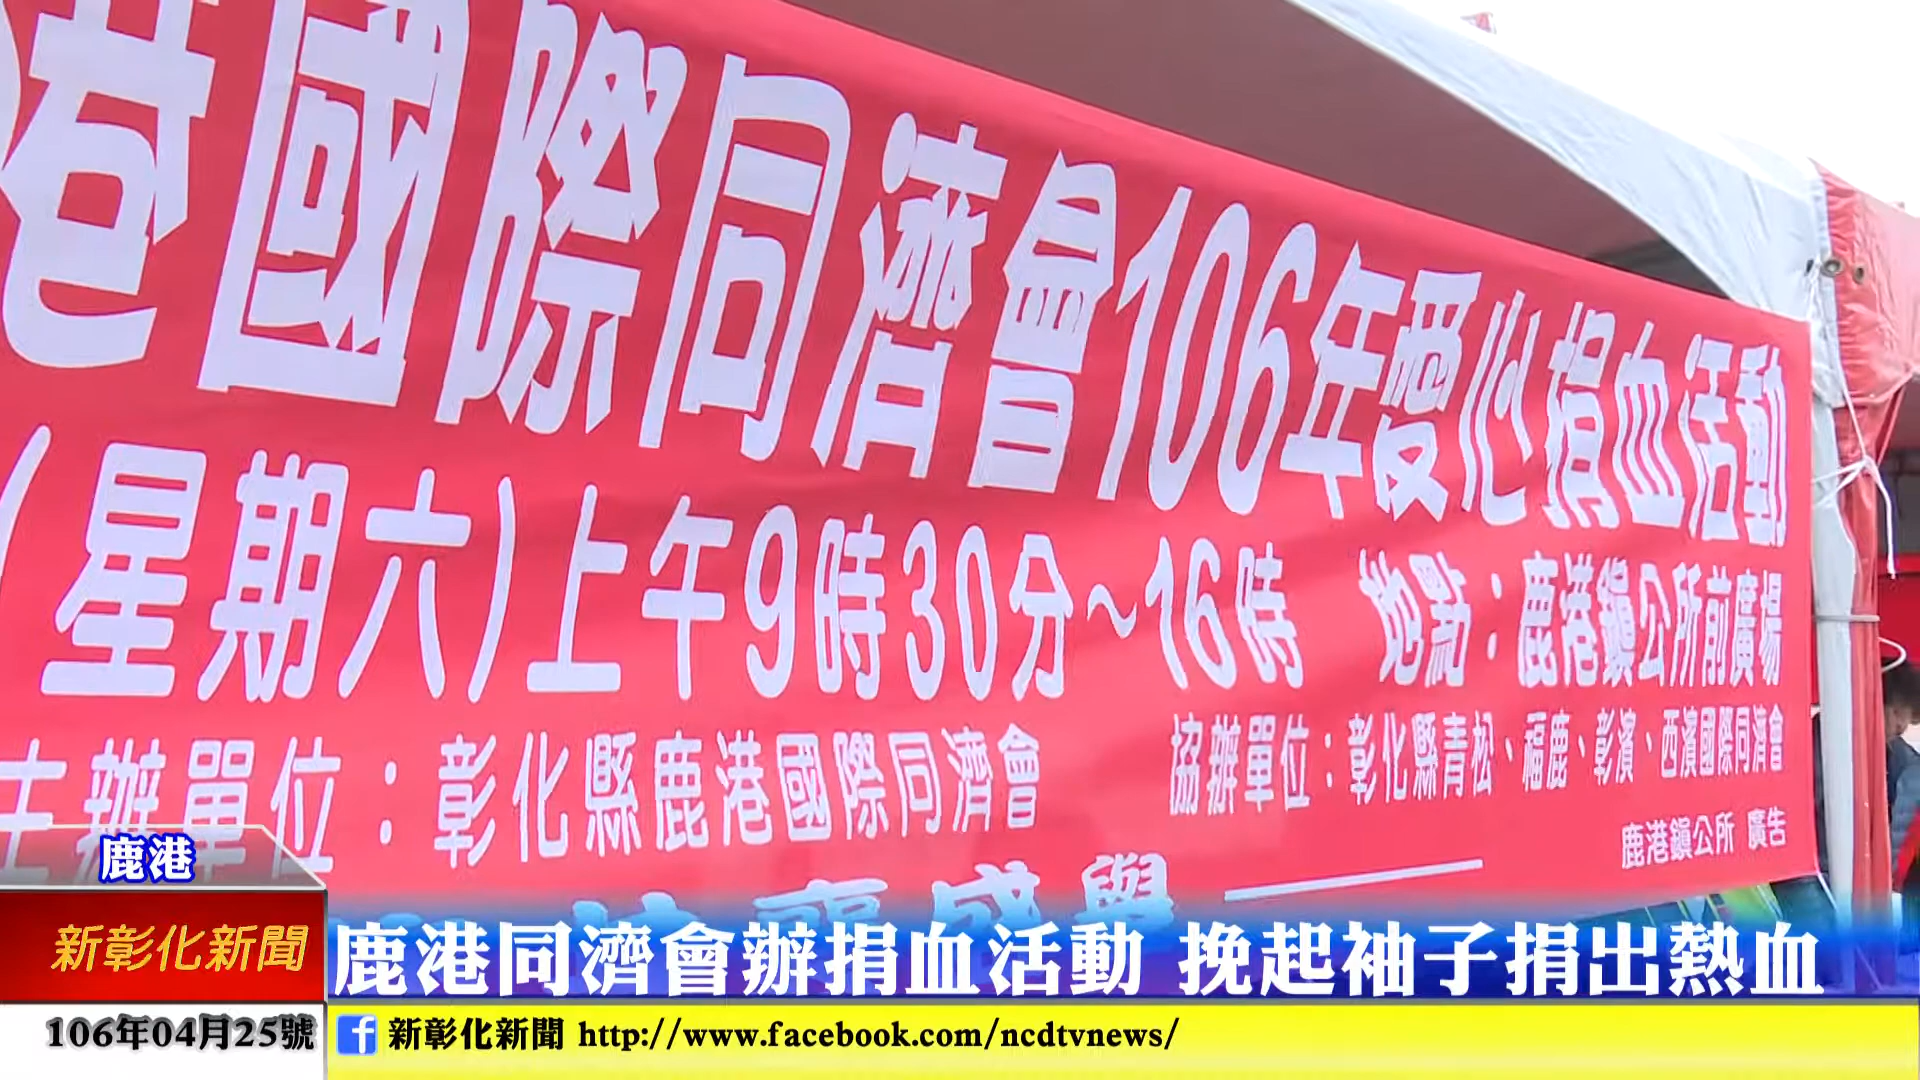 港國際同濟會106年愛心捐血活動
(星期六)上午9時30分~16時 地點：鹿港鎮公所前廣場
主辦單位：彰化縣鹿港國際同濟會
協辦單位：彰化縣青松、福鹿、彰濱、西濱國際同濟會
鹿港鎮公所 廣告
共襄盛舉
鹿港
新彰化新聞
鹿港同濟會辦捐血活動 挽起袖子捐出熱血
106年04月25號
新彰化新聞 http://www.facebook.com/ncdtvnews/